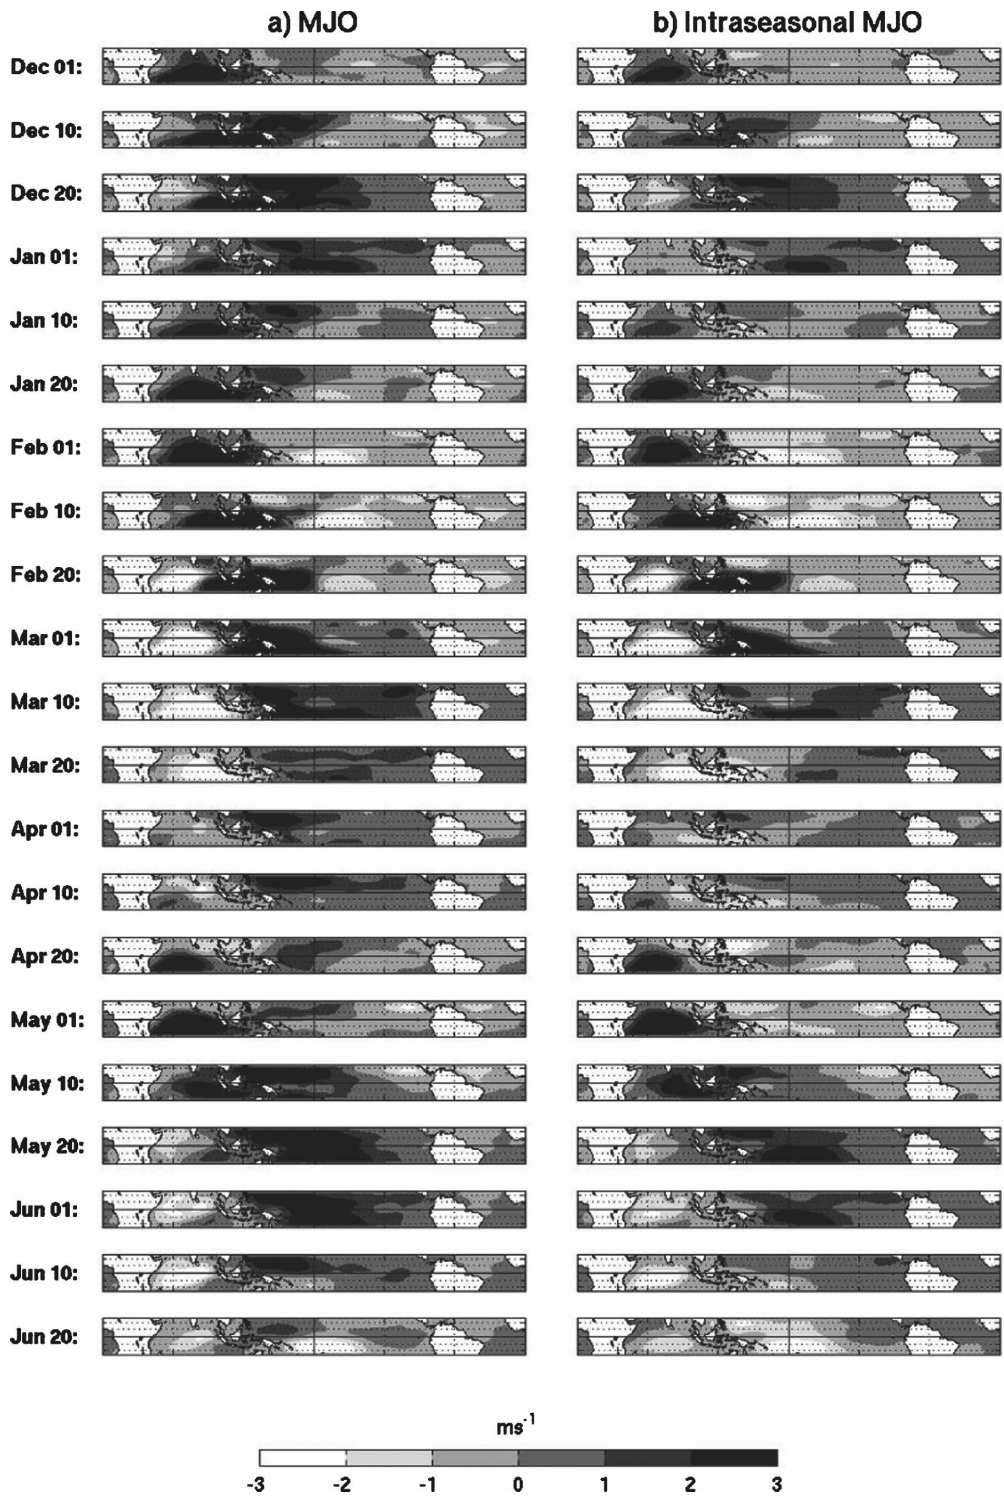 a) MJO
b) Intraseasonal MJO
Dec 01:
Dec 10:
Dec 20:
Jan 01:
Jan 10:
Jan 20:
Feb 01:
Feb 10:
Feb 20:
Mar 01:
Mar 10:
Mar 20:
Apr 01:
Apr 10:
Apr 20:
May 01:
May 10:
May 20:
Jun 01:
Jun 10:
Jun 20:
ms⁻¹
-3 -2 -1 0 1 2 3